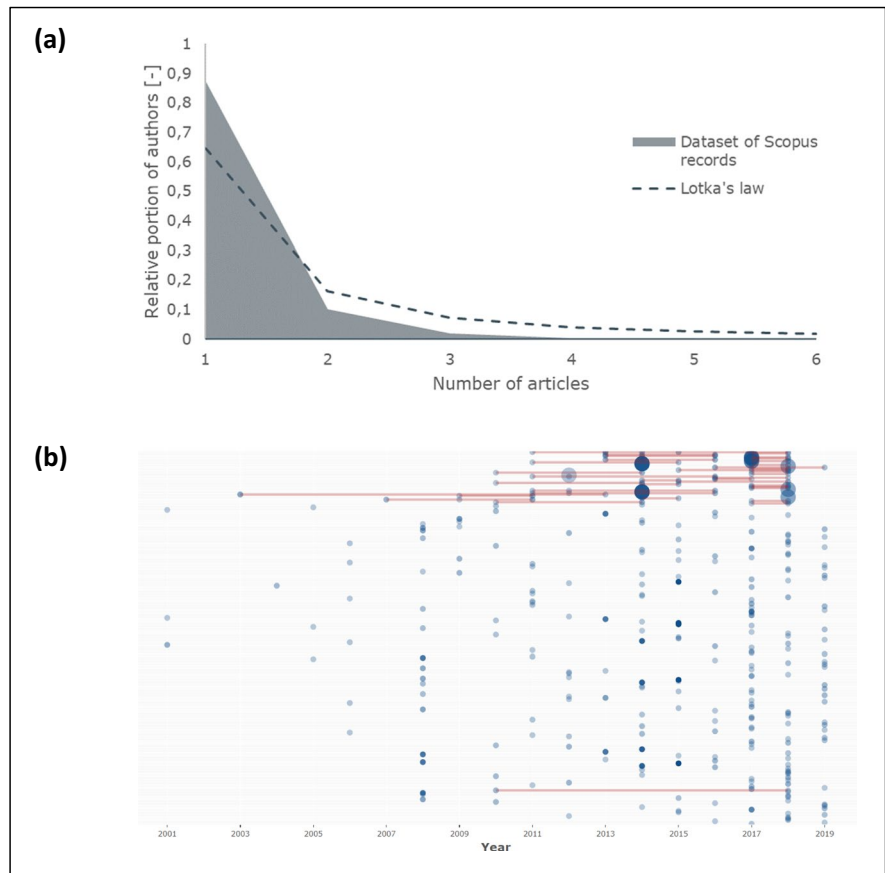 (a)
Relative portion of authors [-]
1
0,9
0,8
0,7
0,6
0,5
0,4
0,3
0,2
0,1
0
1 2 3 4 5 6
Number of articles
Dataset of Scopus
records
Lotka's law
(b)
2001 2003 2005 2007 2009 2011 2013 2015 2017 2019
Year